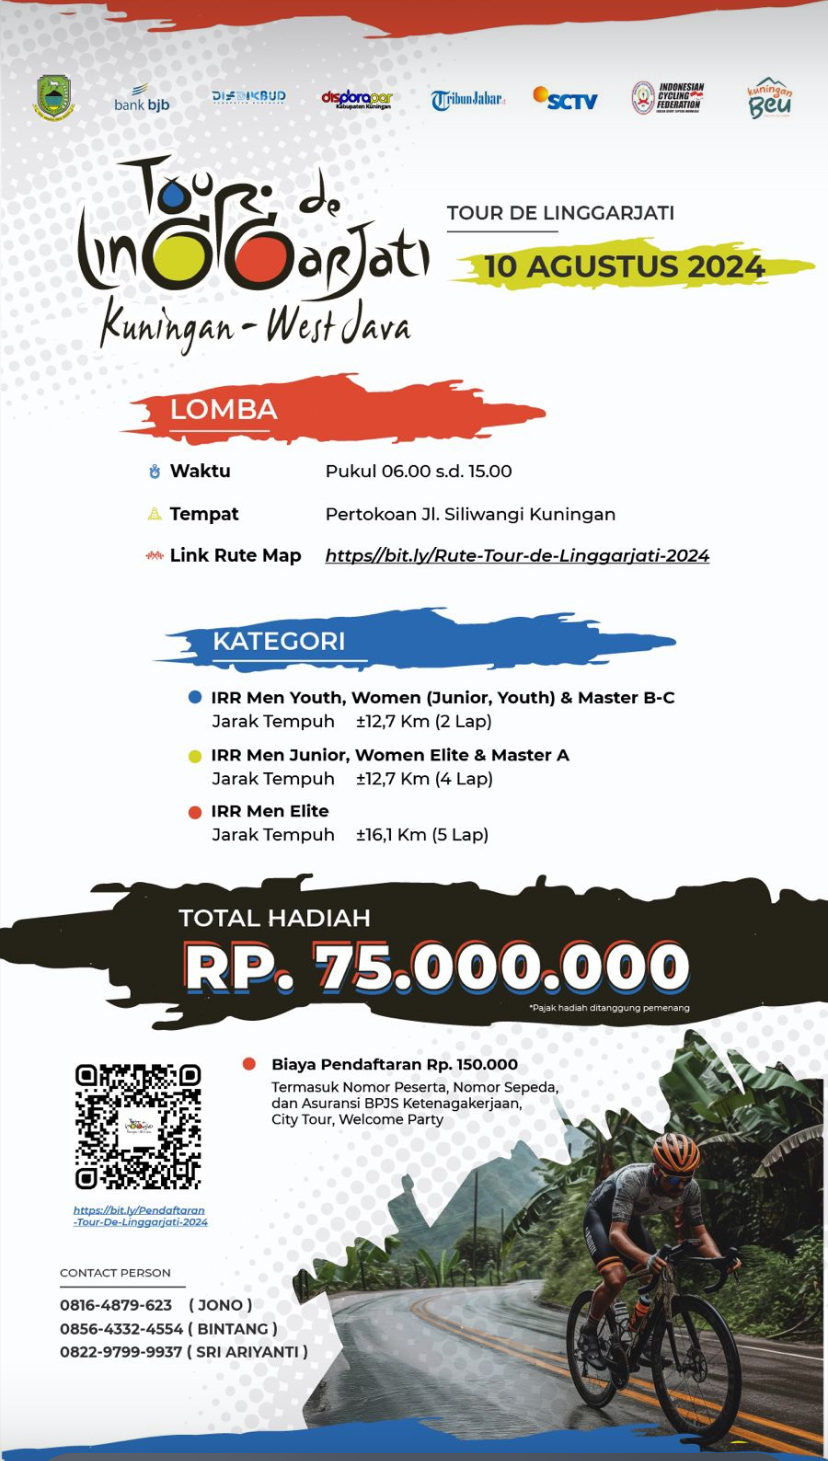 bank bjb
DISDIKBUD
disporapar
Kabupaten Kuningan
TribunJabar.id
SCTV
INDONESIAN
CYCLING
FEDERATION
kuningan
Beu
Tour de
LinGGarJati
Kuningan - West Java
TOUR DE LINGGARJATI
10 AGUSTUS 2024
LOMBA
Waktu Pukul 06.00 s.d. 15.00
Tempat Pertokoan Jl. Siliwangi Kuningan
Link Rute Map https//bit.ly/Rute-Tour-de-Linggarjati-2024
KATEGORI
IRR Men Youth, Women (Junior, Youth) & Master B-C
Jarak Tempuh ±12,7 Km (2 Lap)
IRR Men Junior, Women Elite & Master A
Jarak Tempuh ±12,7 Km (4 Lap)
IRR Men Elite
Jarak Tempuh ±16,1 Km (5 Lap)
TOTAL HADIAH
RP. 75.000.000
*Pajak hadiah ditanggung pemenang
Biaya Pendaftaran Rp. 150.000
Termasuk Nomor Peserta, Nomor Sepeda,
dan Asuransi BPJS Ketenagakerjaan,
City Tour, Welcome Party
https://bit.ly/Pendaftaran
-Tour-De-Linggarjati-2024
CONTACT PERSON
0816-4879-623 ( JONO )
0856-4332-4554 ( BINTANG )
0822-9799-9937 ( SRI ARIYANTI )